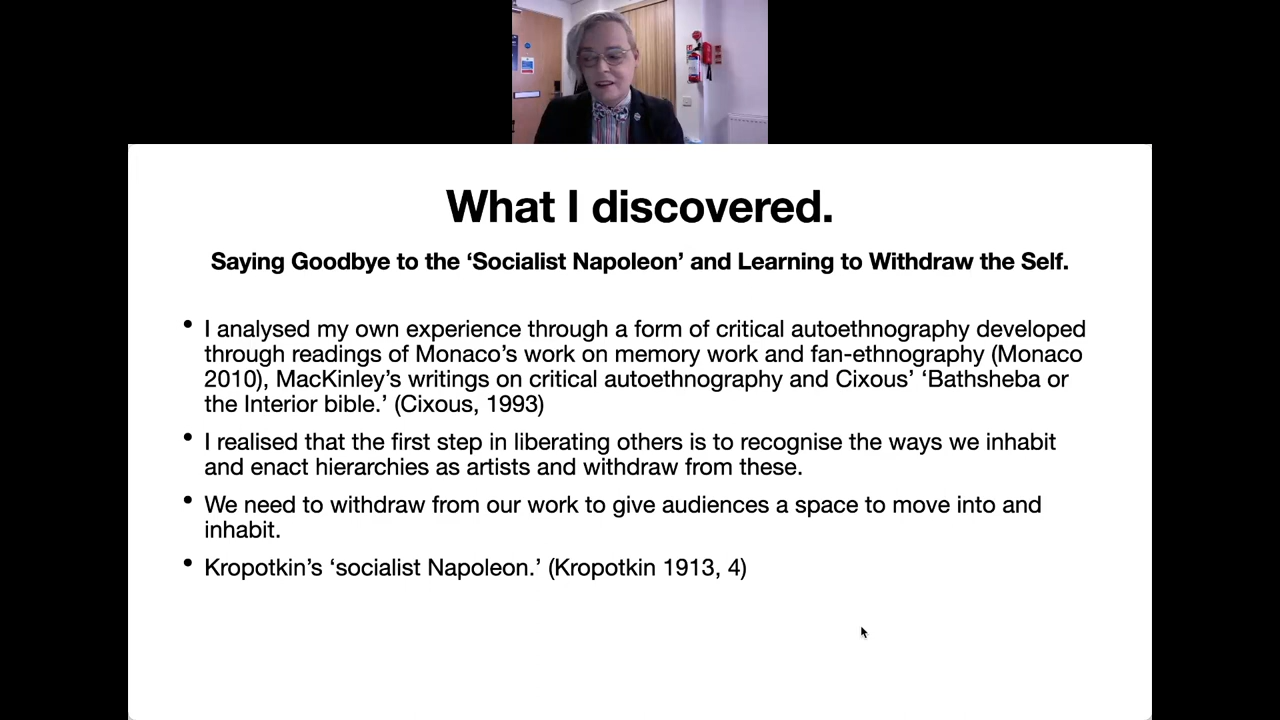 What I discovered.
Saying Goodbye to the ‘Socialist Napoleon’ and Learning to Withdraw the Self.
• I analysed my own experience through a form of critical autoethnography developed
through readings of Monaco’s work on memory work and fan-ethnography (Monaco
2010), MacKinley’s writings on critical autoethnography and Cixous’ ‘Bathsheba or
the Interior bible.’ (Cixous, 1993)
• I realised that the first step in liberating others is to recognise the ways we inhabit
and enact hierarchies as artists and withdraw from these.
• We need to withdraw from our work to give audiences a space to move into and
inhabit.
• Kropotkin’s ‘socialist Napoleon.’ (Kropotkin 1913, 4)